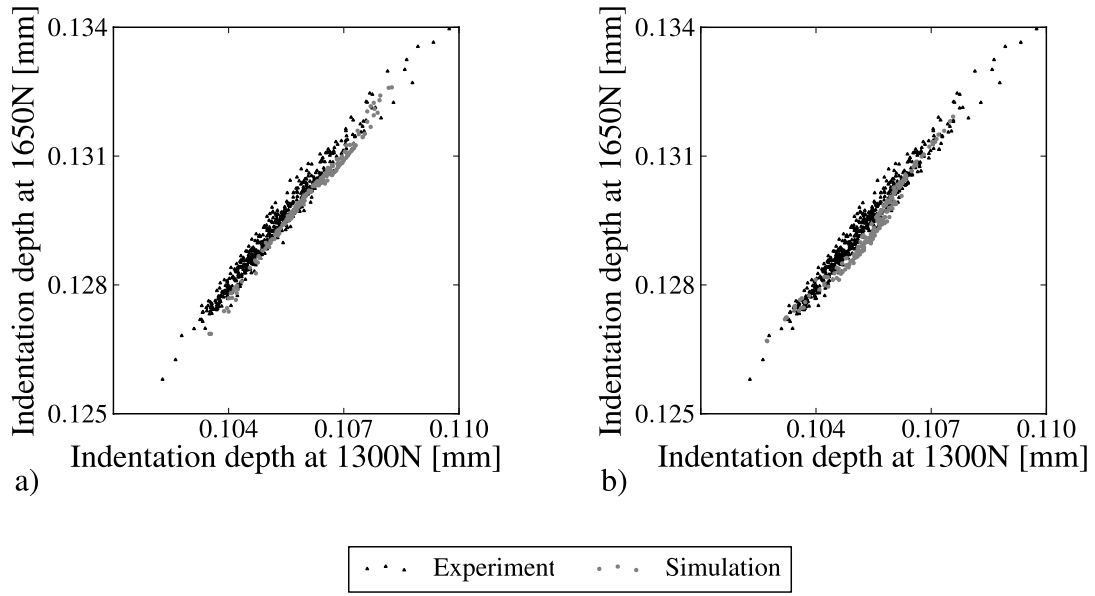 Indentation depth at 1650N [mm]
0.134
0.131
0.128
0.125
0.104 0.107 0.110
Indentation depth at 1300N [mm]
a)
Indentation depth at 1650N [mm]
0.134
0.131
0.128
0.125
0.104 0.107 0.110
Indentation depth at 1300N [mm]
b)
Experiment Simulation